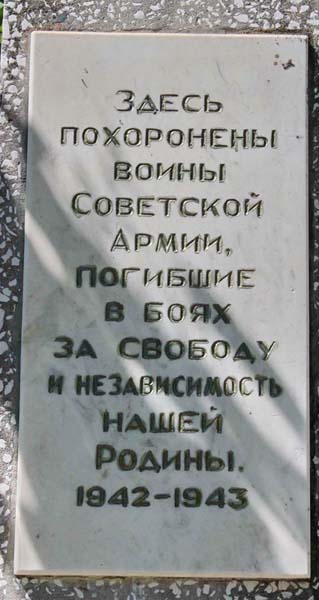 Здесь
похоронены
воины
Советской
Армии,
погибшие
в боях
за свободу
и независимость
нашей
Родины.
1942-1943